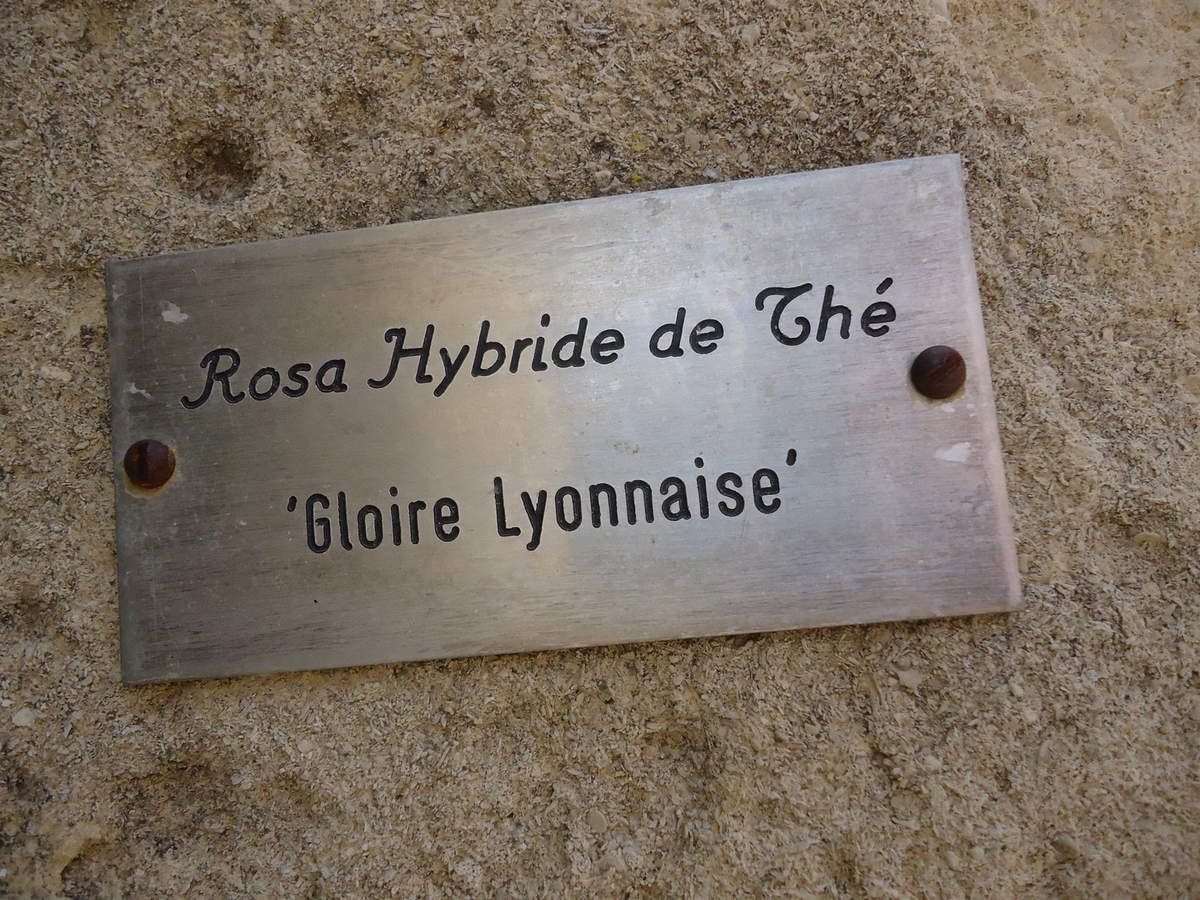 Rosa Hybride de Thé
'Gloire Lyonnaise'